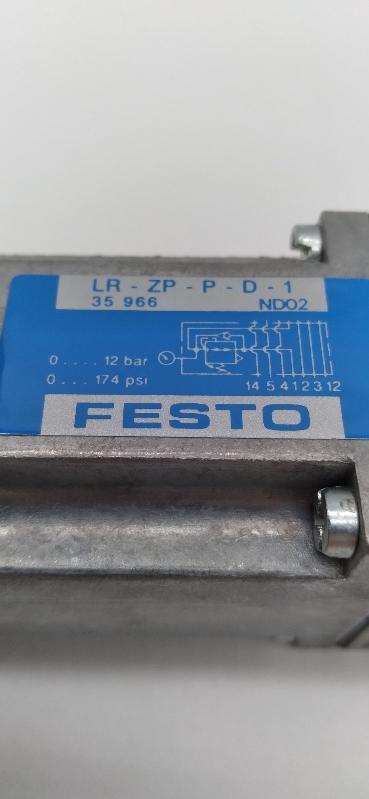 LR - ZP - P - D - 1
35 966 ND02
0 .... 12 bar
0 ... 174 psi
14 5 4 1 2 3 12
FESTO